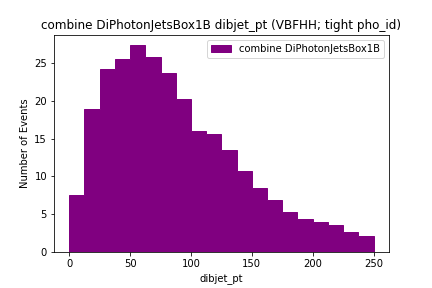 combine DiPhotonJetsBox1B dibjet_pt (VBFHH; tight pho_id)
combine DiPhotonJetsBox1B
Number of Events
25
20
15
10
5
0
0 50 100 150 200 250
dibjet_pt